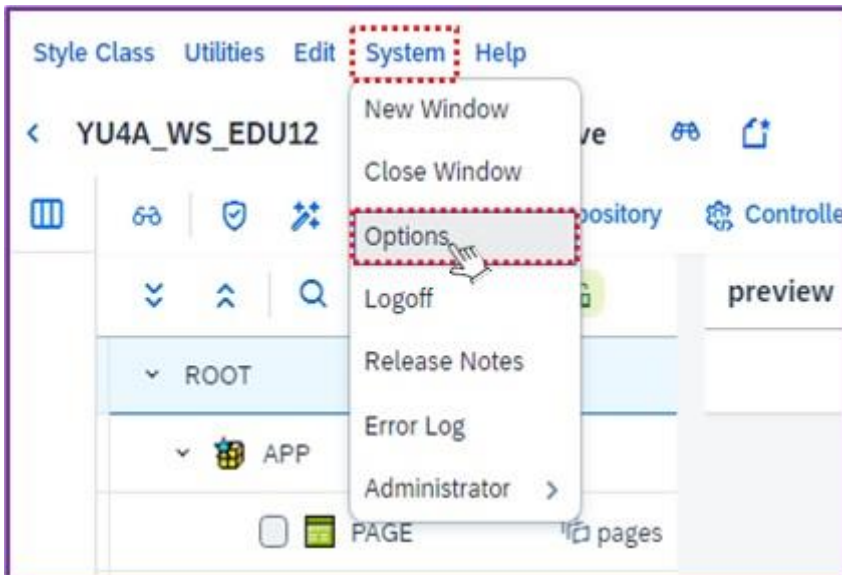 Style Class Utilities Edit System Help
New Window
YU4A_WS_EDU12 ve
Close Window
Options pository Controlle
Logoff preview
ROOT Release Notes
APP Error Log
Administrator
PAGE pages